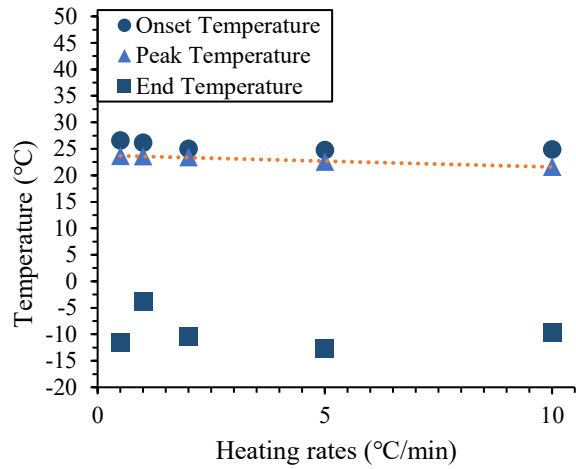 50
45
40
35
30
25
20
15
10
5
0
-5
-10
-15
-20
Temperature (℃)
Onset Temperature
Peak Temperature
End Temperature
0 5 10
Heating rates (℃/min)